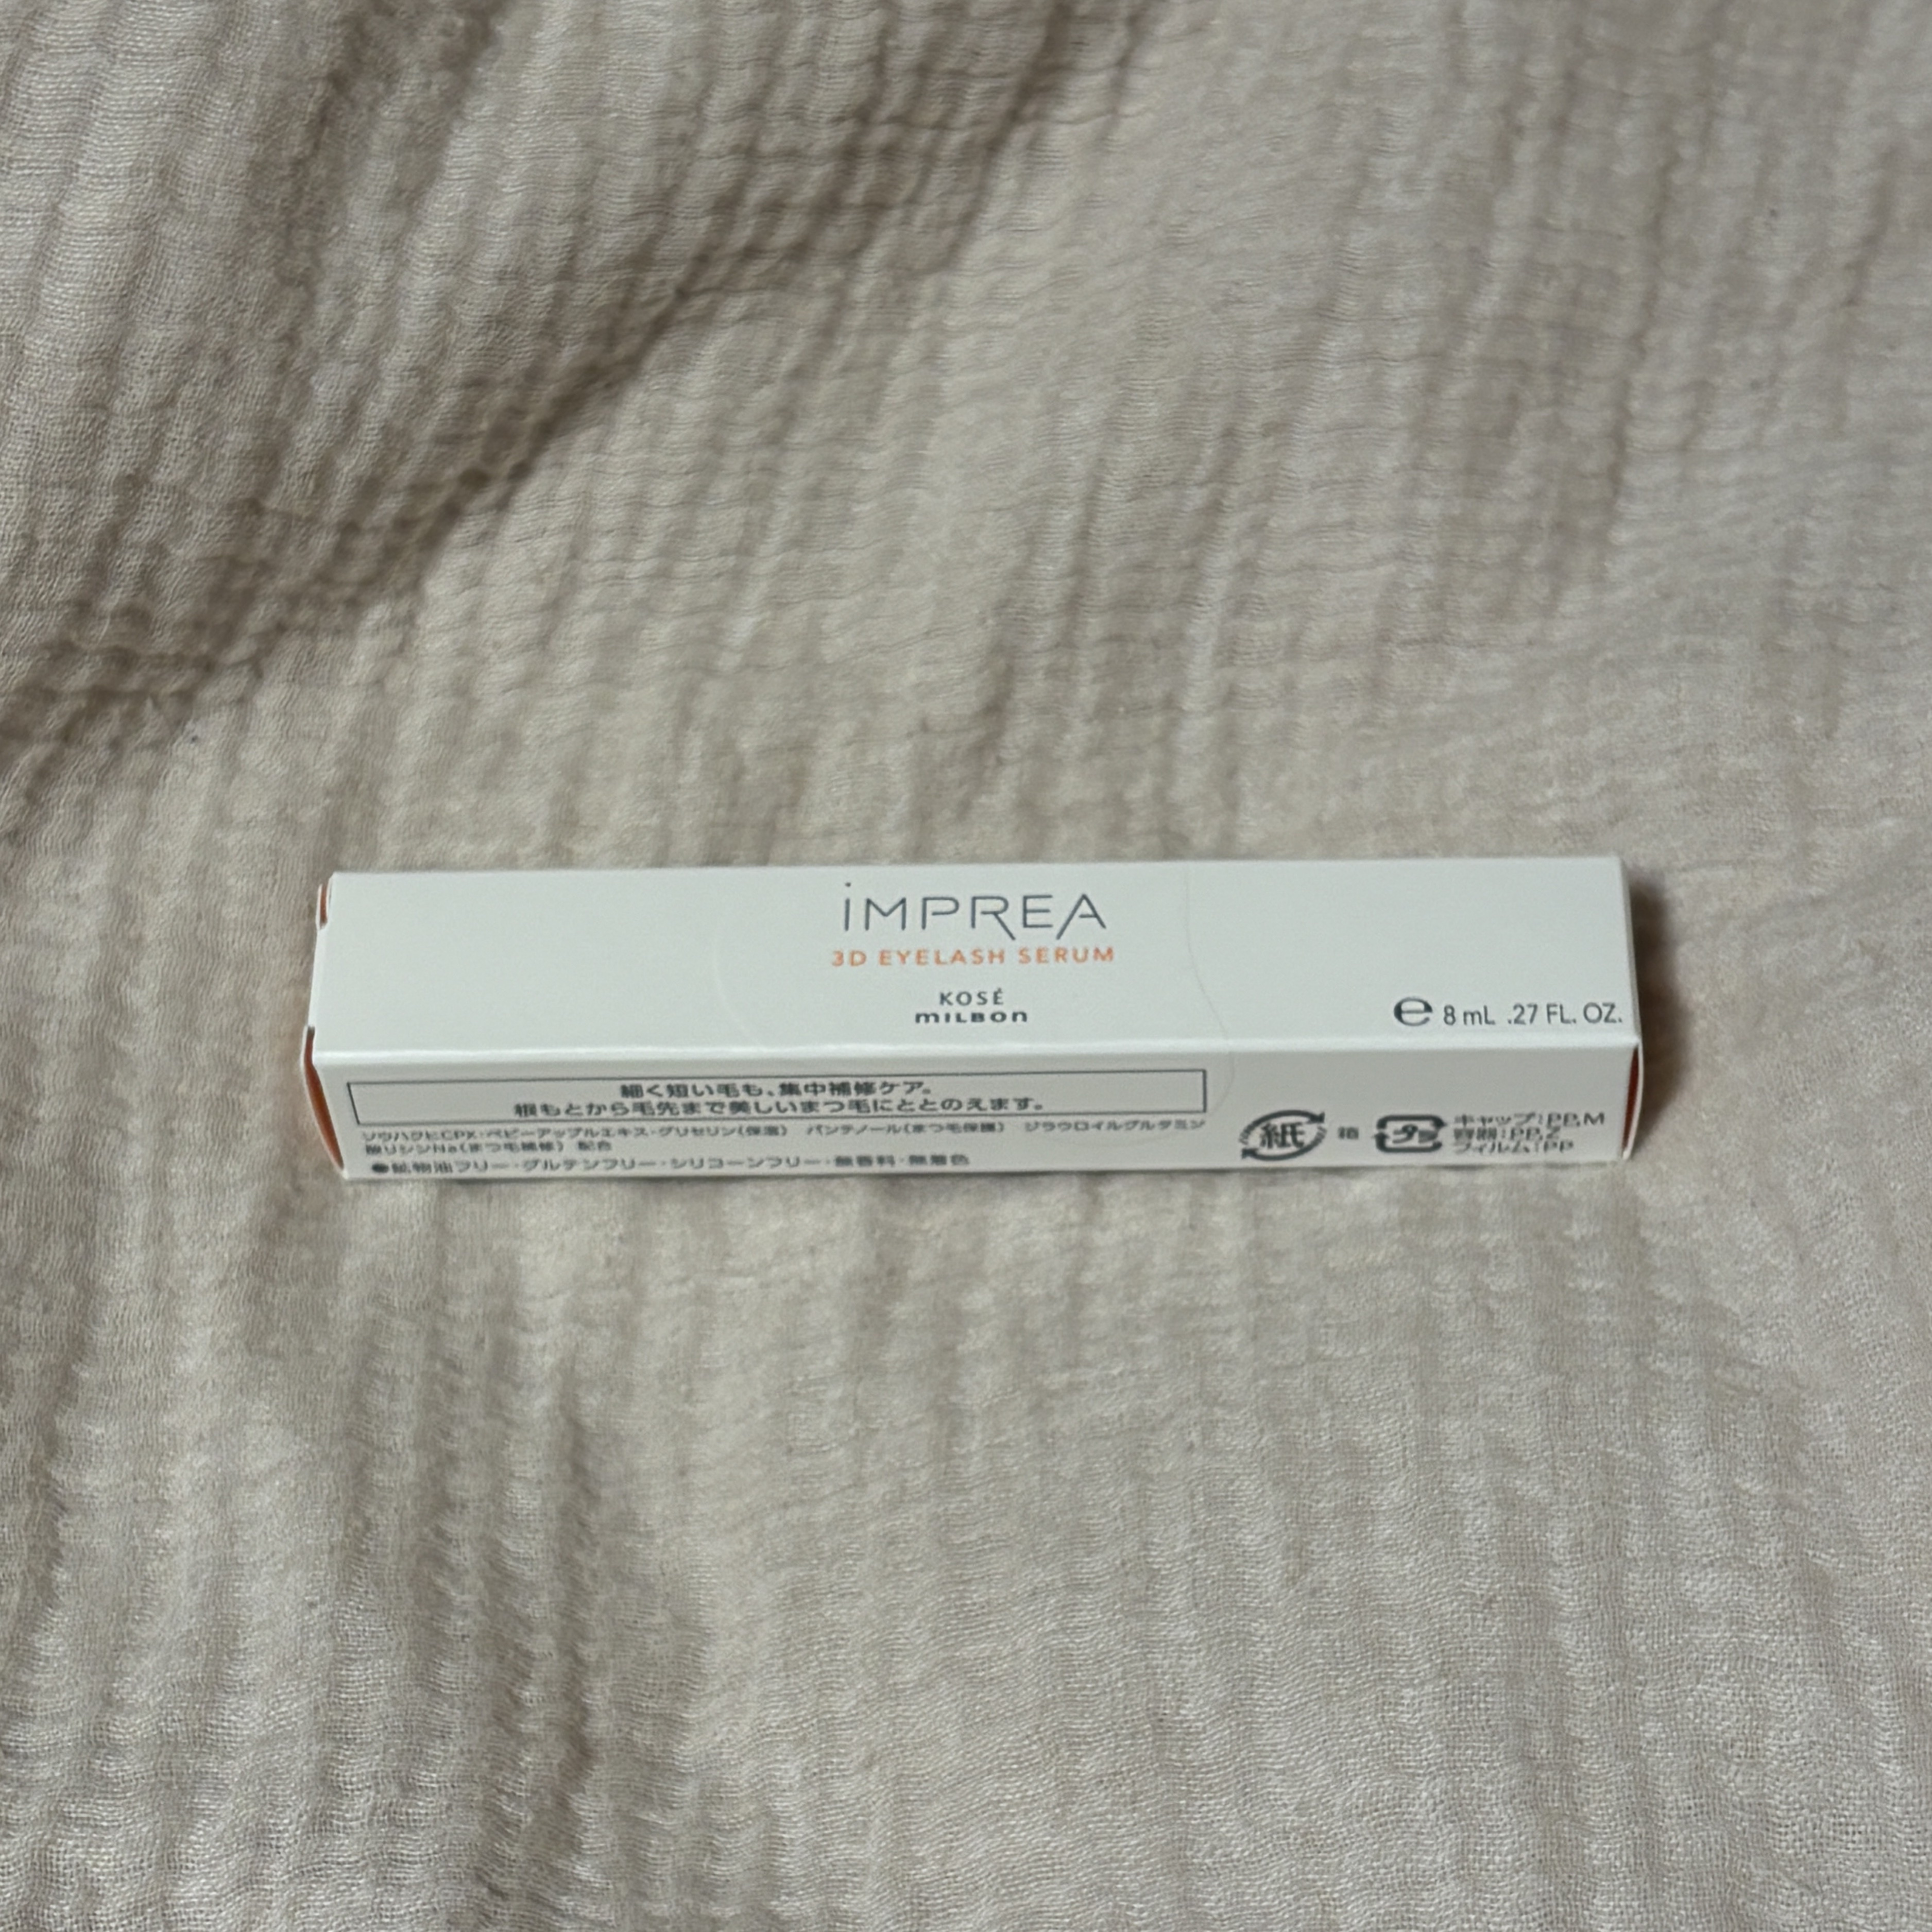 iMPREA
3D EYELASH SERUM
KOSÉ
MILBON
℮ 8 mL .27 FL. OZ.
細く短い毛も、集中補修ケア。
根もとから毛先まで美しいまつ毛にととのえます。
ソウハクヒCPX・ベビーアップルエキス・グリセリン(保湿) パンテノール(まつ毛保護) ジラウロイルグルタミン
酸リシンNa(まつ毛補修) 配合
●鉱物油フリー・グルテンフリー・シリコーンフリー・無香料・無着色
紙 箱
プラ
キャップ:PP,M
容器:PP,Z
フィルム:PP